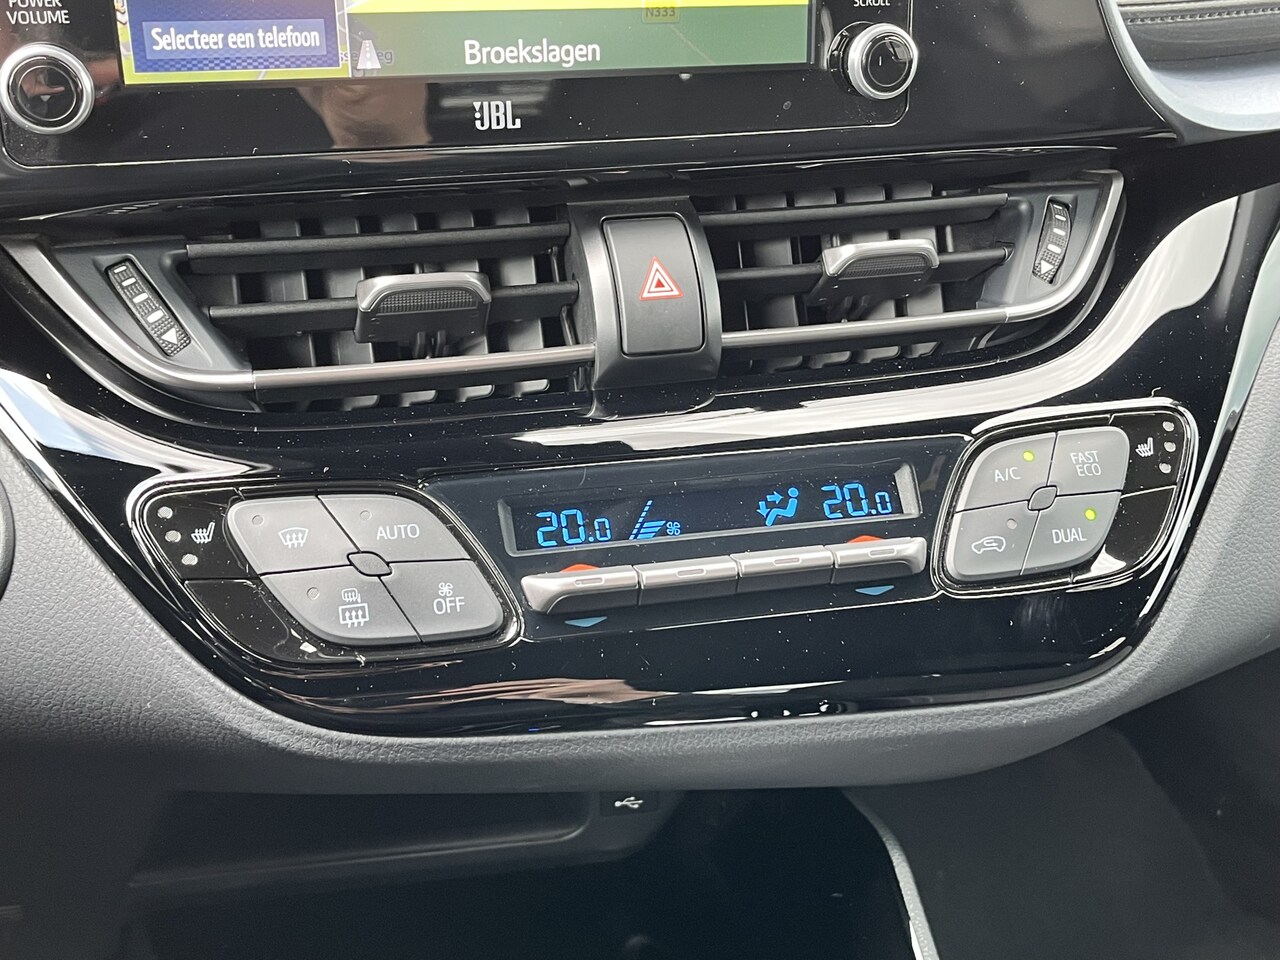 POWER
VOLUME
SCROLL
N333
Selecteer een telefoon
Broekslagen
JBL
AUTO
OFF
20.0
20.0
A/C
FAST
ECO
DUAL